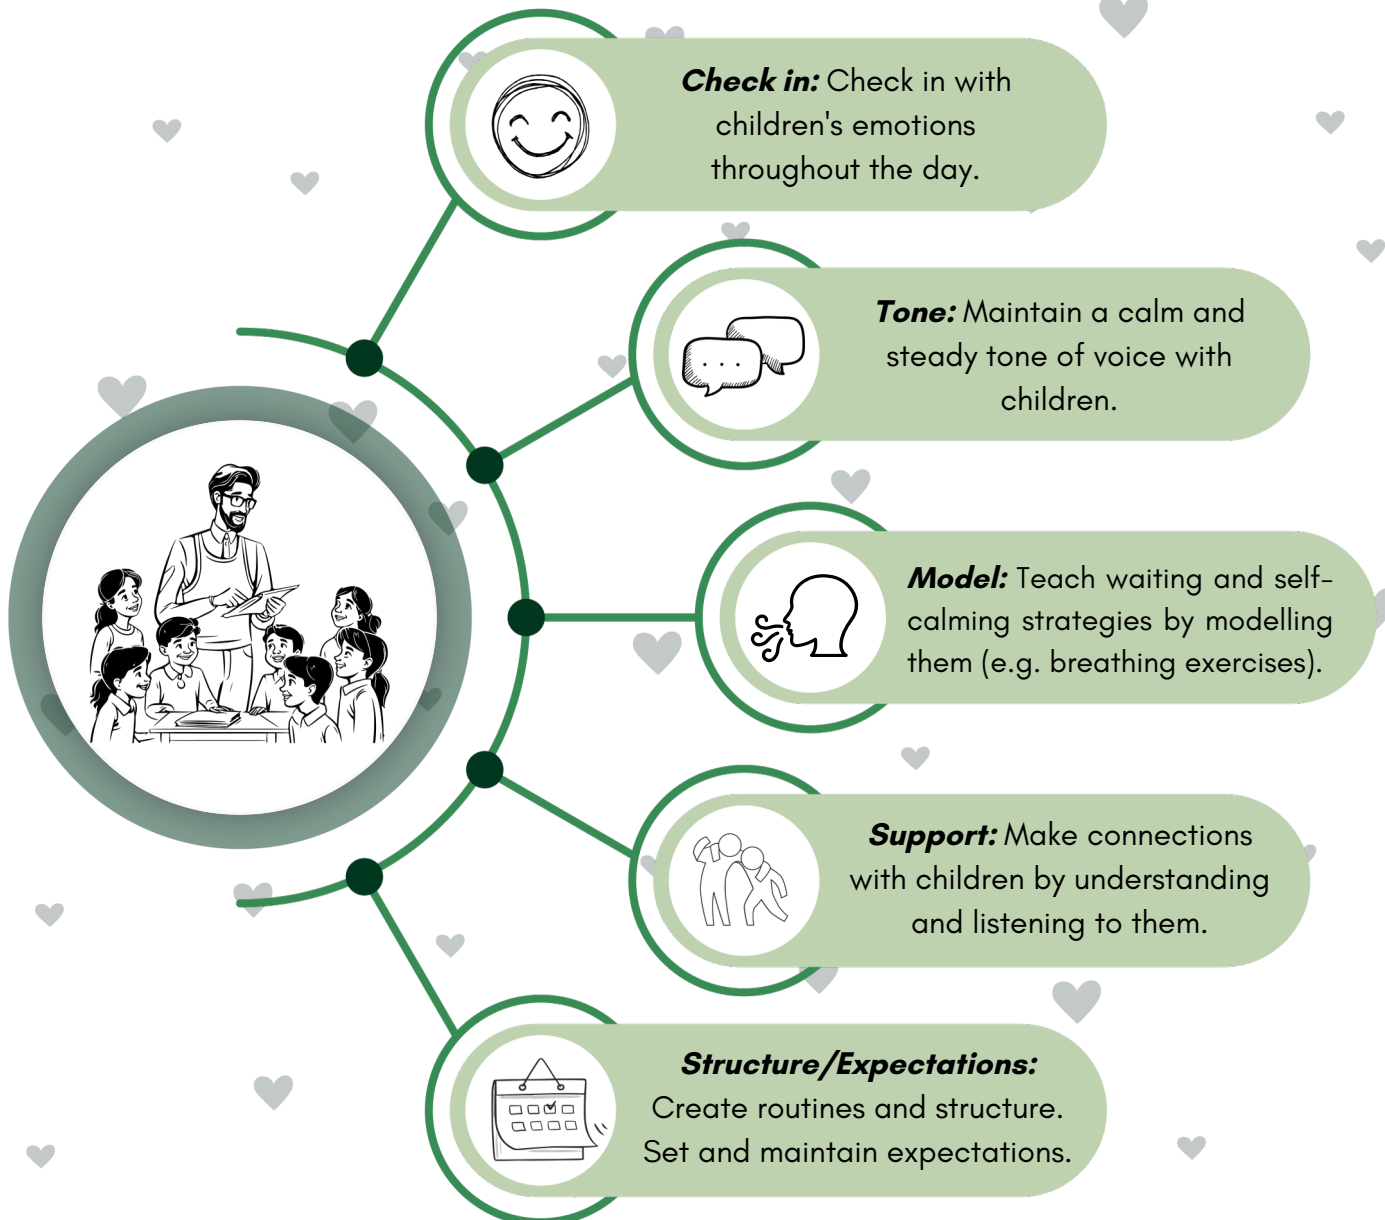 Check in: Check in with
children's emotions
throughout the day.
Tone: Maintain a calm and
steady tone of voice with
children.
Model: Teach waiting and self-
calming strategies by modelling
them (e.g. breathing exercises).
Support: Make connections
with children by understanding
and listening to them.
Structure/Expectations:
Create routines and structure.
Set and maintain expectations.